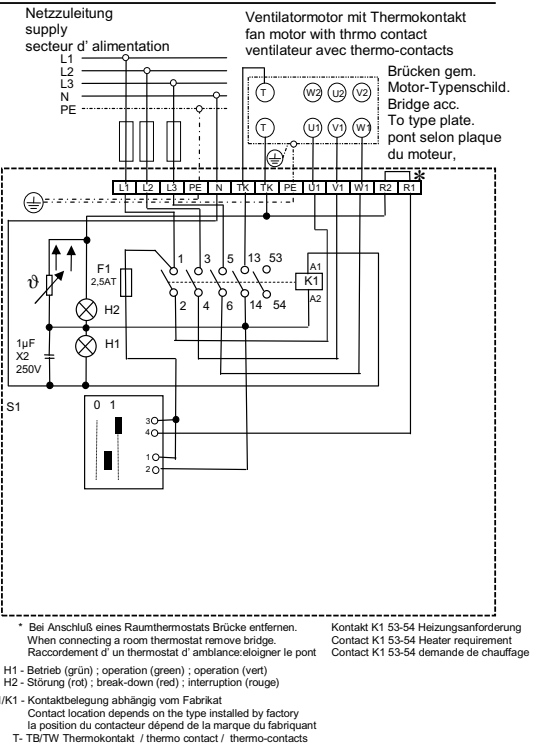 Netzzuleitung
supply
secteur d' alimentation
Ventilatormotor mit Thermokontakt
fan motor with thrmo contact
ventilateur avec thermo-contacts
L1
L2
L3
N
PE
T W2 U2 V2
T U1 V1 W1
Brücken gem.
Motor-Typenschild.
Bridge acc.
To type plate.
pont selon plaque
du moteur,
L1 L2 L3 PE N TK TK PE U1 V1 W1 R2 R1 *
ϑ
F1
2,5AT
1 3 5 13 53
2 4 6 14 54
A1
K1
A2
H2
H1
1µF
X2
250V
S1
0 1
3
4
1
2
* Bei Anschluß eines Raumthermostats Brücke entfernen.
When connecting a room thermostat remove bridge.
Raccordement d' un thermostat d' amblance:eloigner le pont
Kontakt K1 53-54 Heizungsanforderung
Contact K1 53-54 Heater requirement
Contact K1 53-54 demande de chauffage
H1 - Betrieb (grün) ; operation (green) ; operation (vert)
H2 - Störung (rot) ; break-down (red) ; interruption (rouge)
/K1 - Kontaktbelegung abhängig vom Fabrikat
Contact location depends on the type installed by factory
la position du contacteur dépend de la marque du fabriquant
T- TB/TW Thermokontakt / thermo contact / thermo-contacts